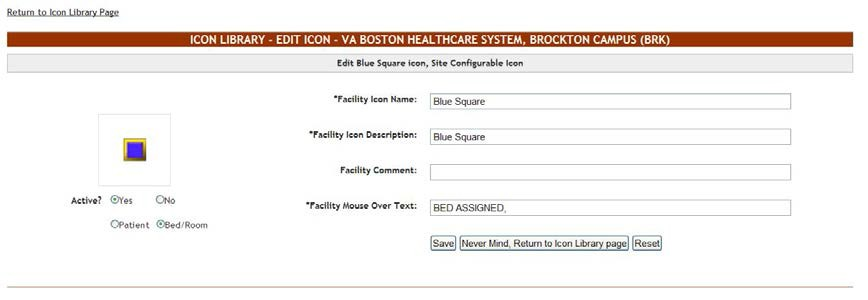 Return to Icon Library Page
ICON LIBRARY - EDIT ICON - VA BOSTON HEALTHCARE SYSTEM, BROCKTON CAMPUS (BRK)
Edit Blue Square icon, Site Configurable Icon
*Facility Icon Name: Blue Square
*Facility Icon Description: Blue Square
Facility Comment:
Active? Yes No
*Facility Mouse Over Text: BED ASSIGNED,
Patient Bed/Room
Save Never Mind, Return to Icon Library page Reset